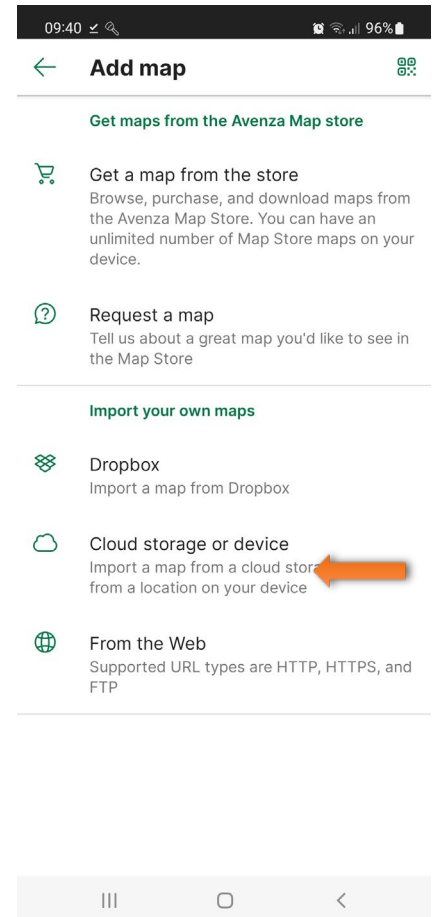 09:40
96%
Add map
Get maps from the Avenza Map store
Get a map from the store
Browse, purchase, and download maps from
the Avenza Map Store. You can have an
unlimited number of Map Store maps on your
device.
Request a map
Tell us about a great map you'd like to see in
the Map Store
Import your own maps
Dropbox
Import a map from Dropbox
Cloud storage or device
Import a map from a cloud
from a location on your device
From the Web
Supported URL types are HTTP, HTTPS, and
FTP